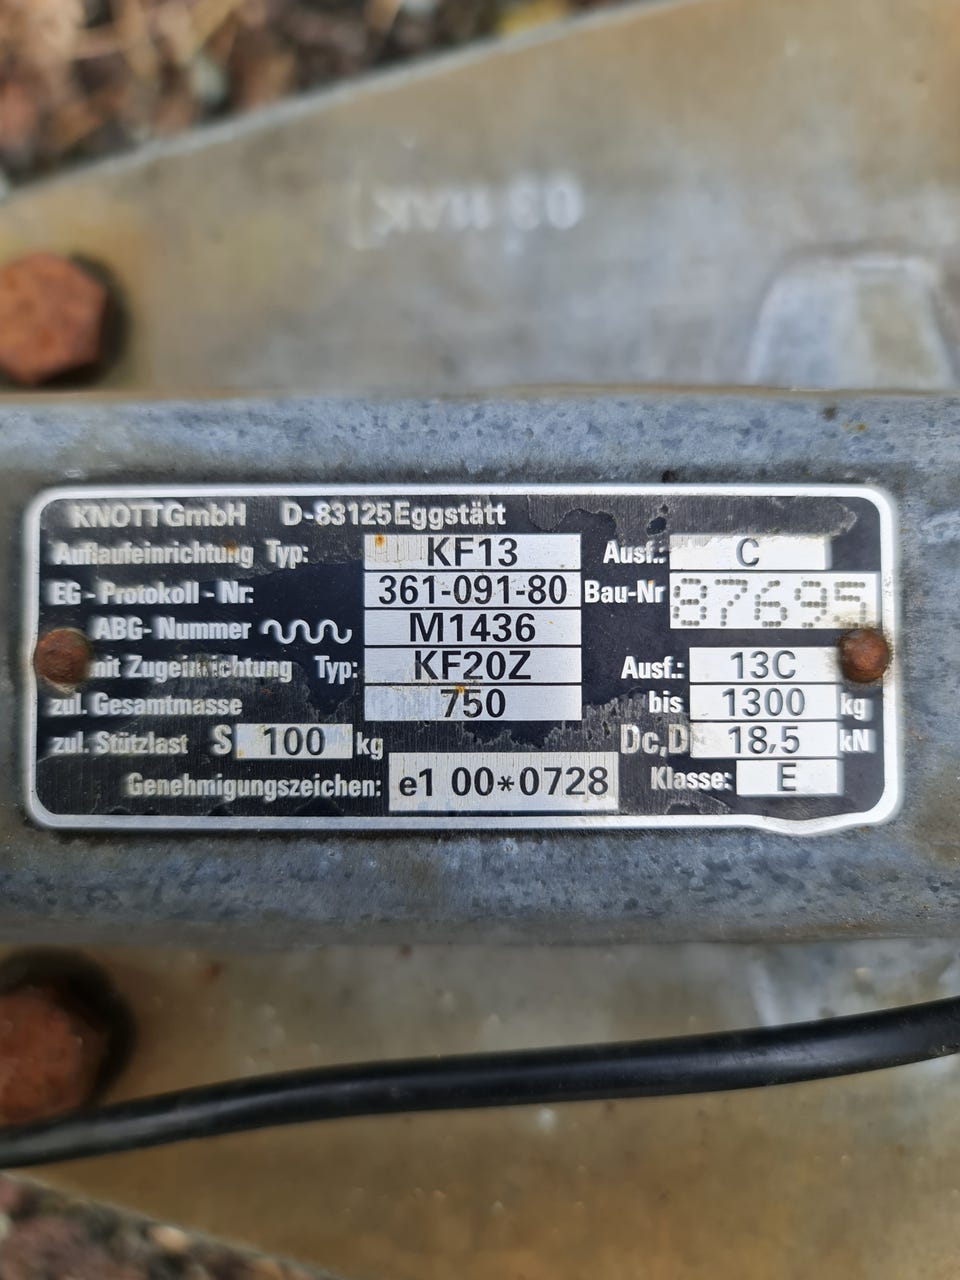 KNOTT GmbH D-83125 Eggstätt
Auflaufeinrichtung Typ: KF13 Ausf.: C
EG-Protokoll-Nr: 361-091-80 Bau-Nr 87695
ABG-Nummer M1436
mit Zugeinrichtung Typ: KF20Z Ausf.: 13C
zul. Gesamtmasse 750 bis 1300 kg
zul. Stützlast S 100 kg Dc,D 18,5 kN
Genehmigungszeichen: e1 00*0728 Klasse: E